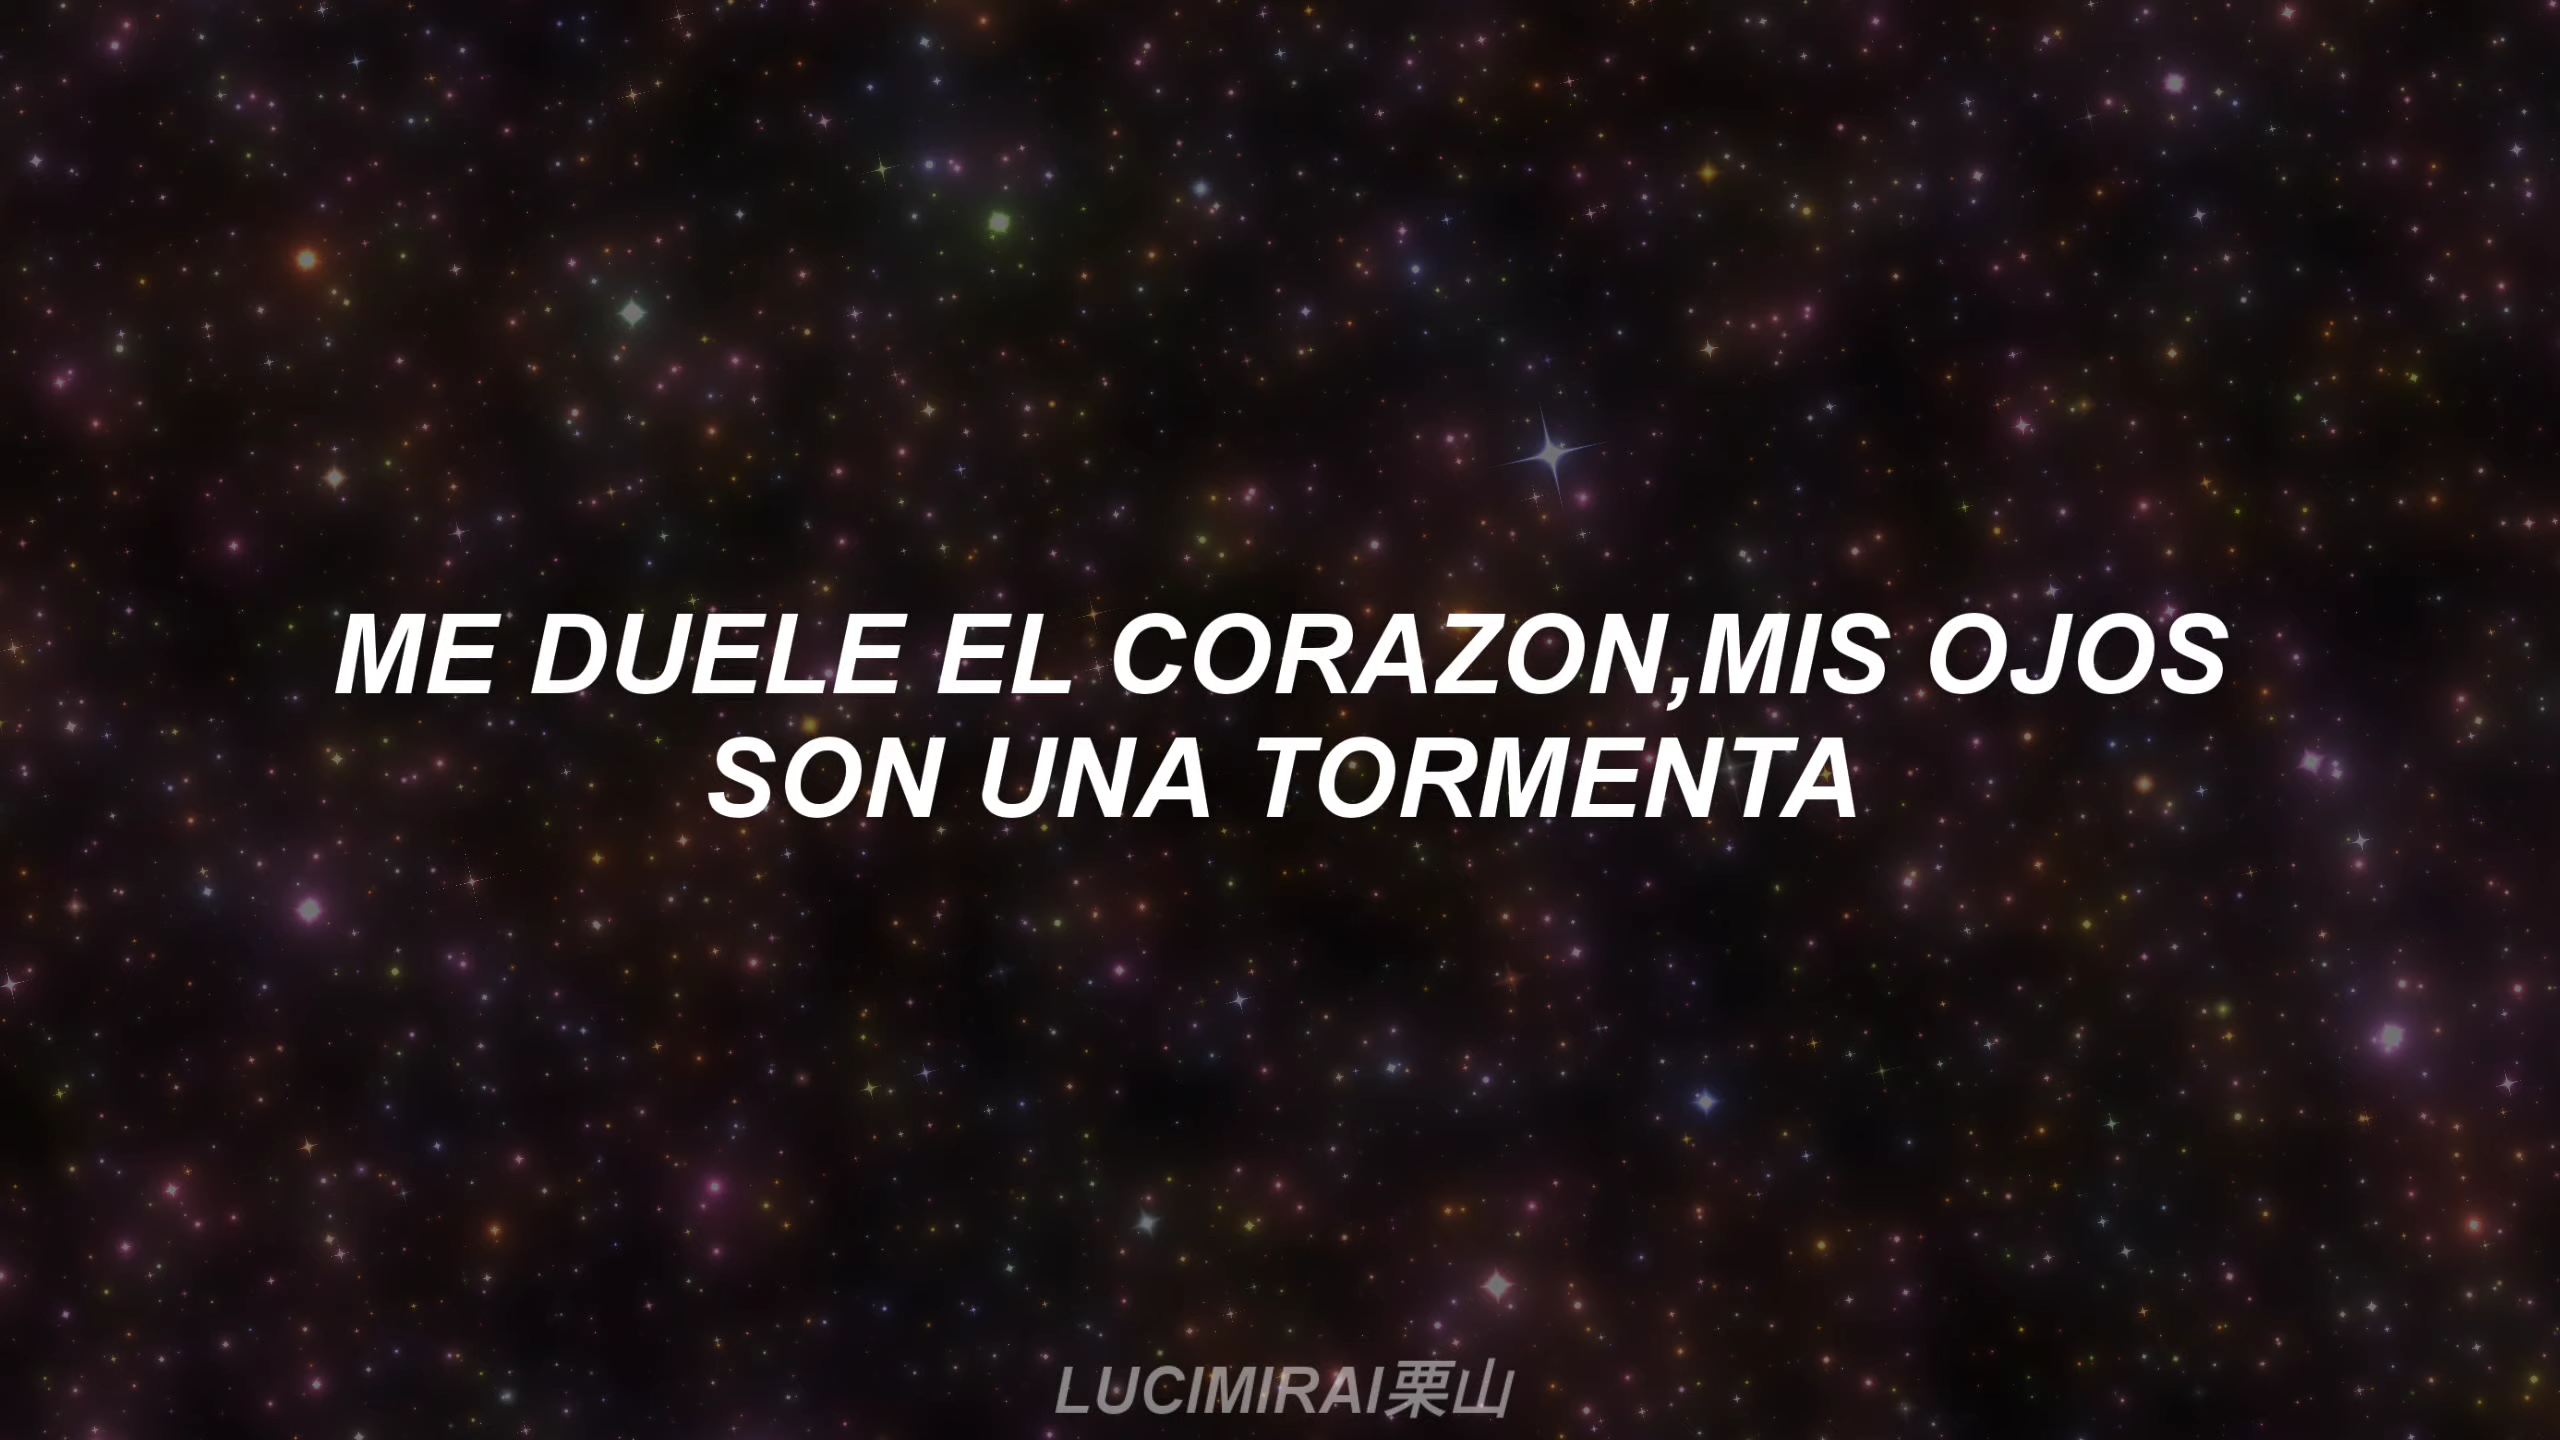 ME DUELE EL CORAZON,MIS OJOS
SON UNA TORMENTA
LUCIMIRAI栗山